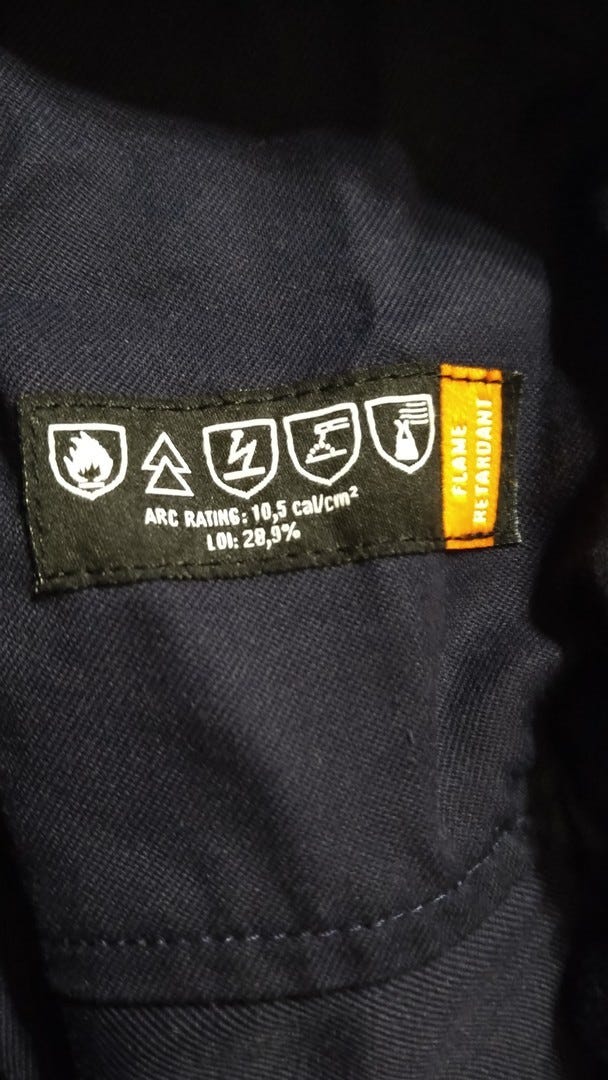 ARC RATING: 10,5 cal/cm²
LOI: 28,9%
FLAME
RETARDANT